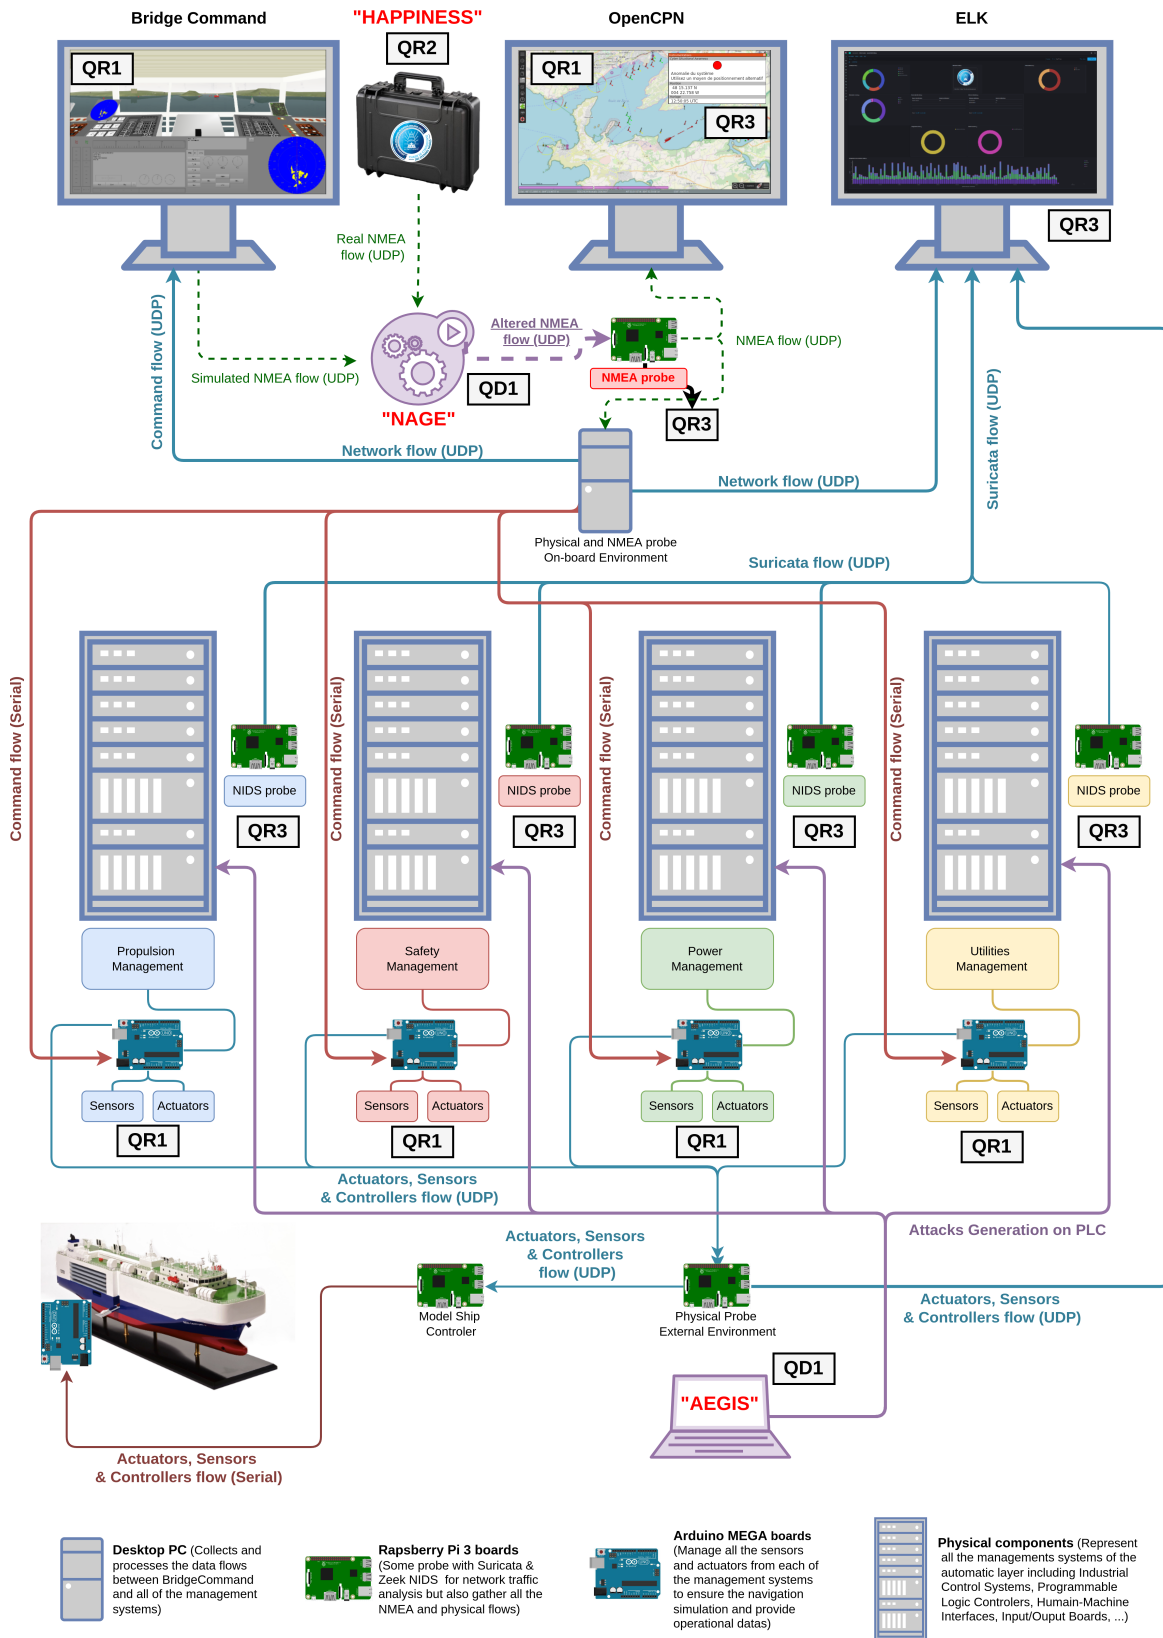 Bridge Command
"HAPPINESS"
OpenCPN
ELK
QR1
QR2
QR1
Anomalie du système
Utilisez un moyen de positionnement alternatif
QR3
QR3
Real NMEA
flow (UDP)
Command flow (UDP)
Altered NMEA
flow (UDP)
NMEA flow (UDP)
Simulated NMEA flow (UDP)
NMEA probe
QD1
"NAGE"
QR3
Suricata flow (UDP)
Network flow (UDP)
Network flow (UDP)
Physical and NMEA probe
On-board Environment
Suricata flow (UDP)
Command flow (Serial)
Command flow (Serial)
Command flow (Serial)
Command flow (Serial)
NIDS probe
NIDS probe
NIDS probe
NIDS probe
QR3
QR3
QR3
QR3
Propulsion
Management
Safety
Management
Power
Management
Utilities
Management
Sensors
Actuators
Sensors
Actuators
Sensors
Actuators
Sensors
Actuators
QR1
QR1
QR1
QR1
Actuators, Sensors
& Controllers flow (UDP)
Attacks Generation on PLC
Actuators, Sensors
& Controllers
flow (UDP)
Model Ship
Controler
Physical Probe
External Environment
Actuators, Sensors
& Controllers flow (UDP)
QD1
"AEGIS"
Actuators, Sensors
& Controllers flow (Serial)
Desktop PC (Collects and
processes the data flows
between BridgeCommand
and all of the management
systems)
Rapsberry Pi 3 boards
(Some probe with Suricata &
Zeek NIDS for network traffic
analysis but also gather all the
NMEA and physical flows)
Arduino MEGA boards
(Manage all the sensors
and actuators from each of
the management systems
to ensure the navigation
simulation and provide
operational datas)
Physical components (Represent
all the managements systems of the
automatic layer including Industrial
Control Systems, Programmable
Logic Controlers, Humain-Machine
Interfaces, Input/Ouput Boards, ...)